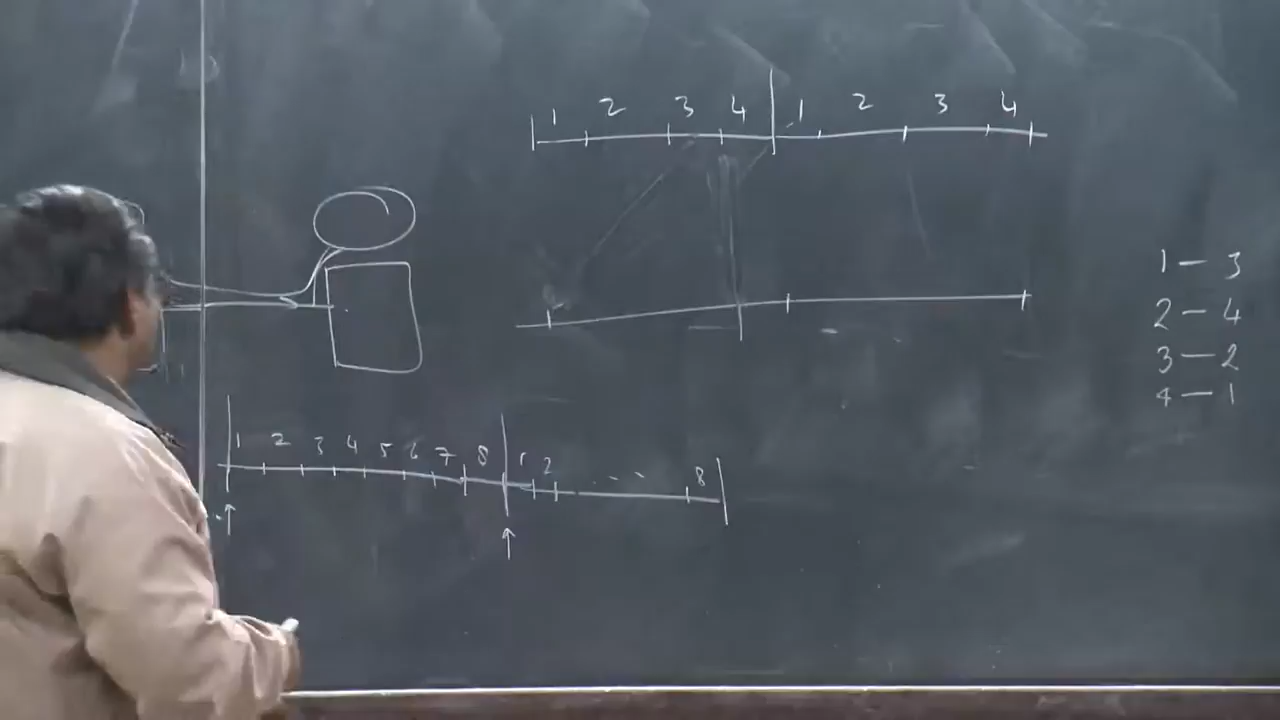 1 2 3 4 1 2 3 4
1 – 3
2 – 4
3 – 2
4 – 1
1 2 3 4 5 6 7 8 1 2 ... 8